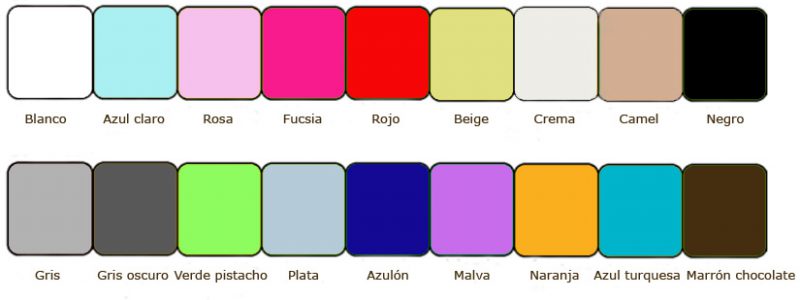 Blanco Azul claro Rosa Fucsia Rojo Beige Crema Camel Negro
Gris Gris oscuro Verde pistacho Plata Azulón Malva Naranja Azul turquesa Marrón chocolate